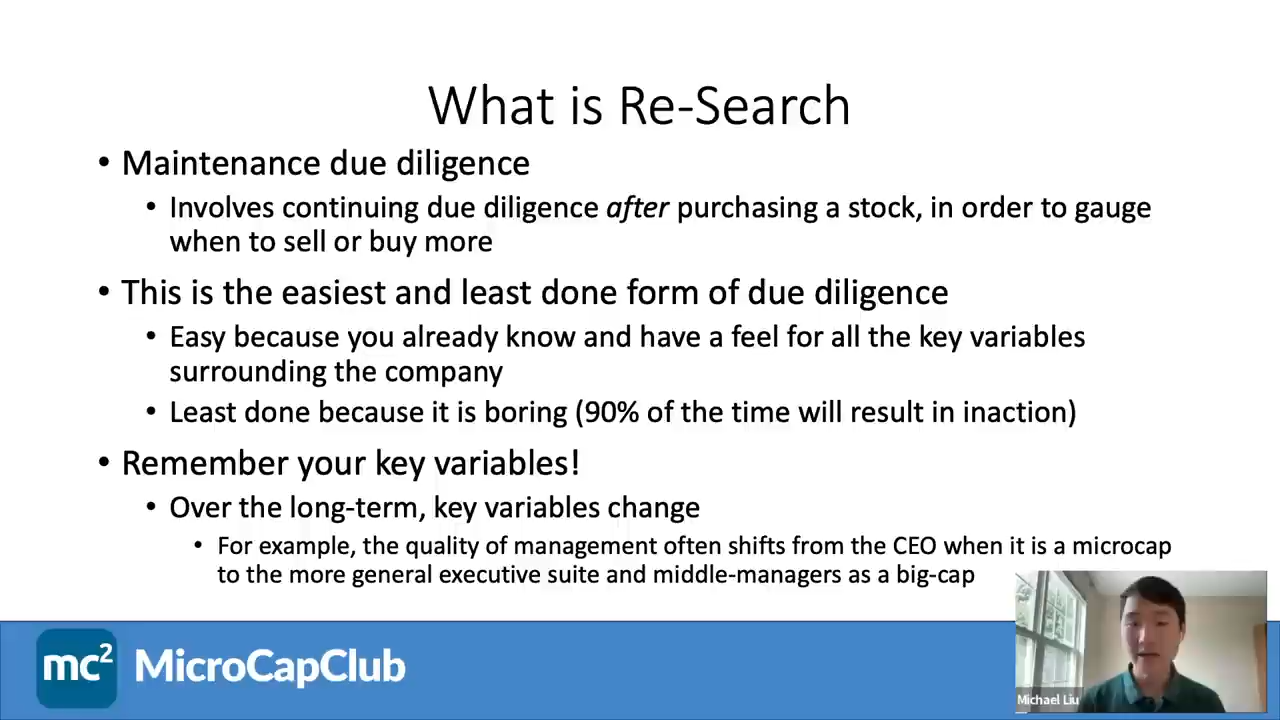 What is Re-Search
• Maintenance due diligence
• Involves continuing due diligence after purchasing a stock, in order to gauge
when to sell or buy more
• This is the easiest and least done form of due diligence
• Easy because you already know and have a feel for all the key variables
surrounding the company
• Least done because it is boring (90% of the time will result in inaction)
• Remember your key variables!
• Over the long-term, key variables change
• For example, the quality of management often shifts from the CEO when it is a microcap
to the more general executive suite and middle-managers as a big-cap
mc² MicroCapClub
Michael Liu